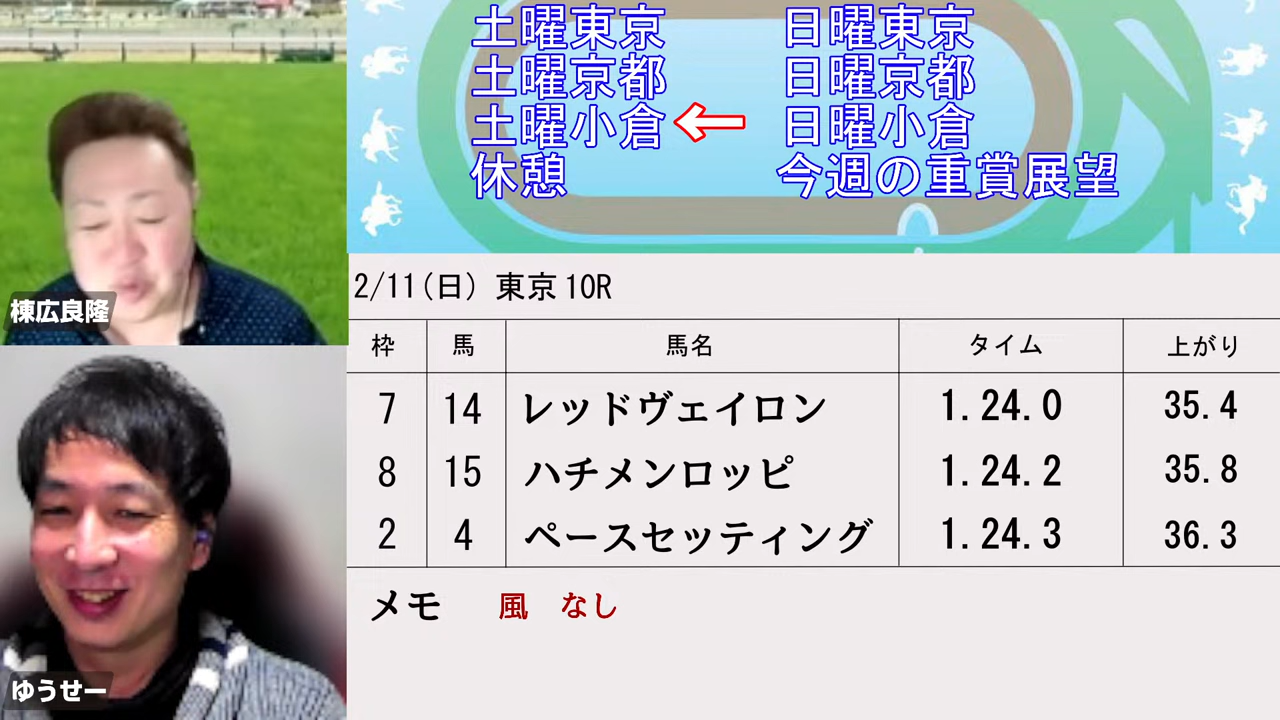 土曜東京 日曜東京
土曜京都 日曜京都
土曜小倉 日曜小倉
休憩 今週の重賞展望
棟広良隆
ゆうせー
2/11(日) 東京10R
枠 馬 馬名 タイム 上がり
7 14 レッドヴェイロン 1.24.0 35.4
8 15 ハチメンロッピ 1.24.2 35.8
2 4 ペースセッティング 1.24.3 36.3
メモ 風 なし